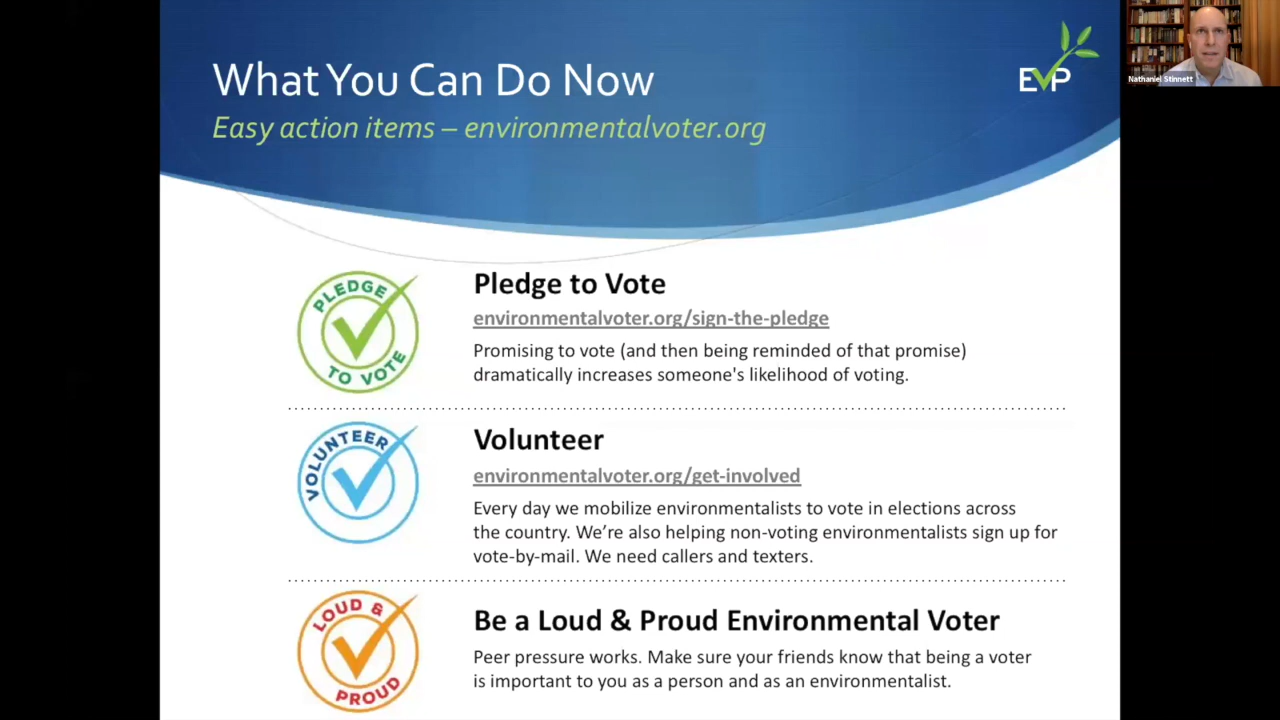 What You Can Do Now
Easy action items – environmentalvoter.org
EVP
Nathaniel Stinnett
PLEDGE
TO VOTE
Pledge to Vote
environmentalvoter.org/sign-the-pledge
Promising to vote (and then being reminded of that promise)
dramatically increases someone's likelihood of voting.
VOLUNTEER
Volunteer
environmentalvoter.org/get-involved
Every day we mobilize environmentalists to vote in elections across
the country. We’re also helping non-voting environmentalists sign up for
vote-by-mail. We need callers and texters.
LOUD &
PROUD
Be a Loud & Proud Environmental Voter
Peer pressure works. Make sure your friends know that being a voter
is important to you as a person and as an environmentalist.